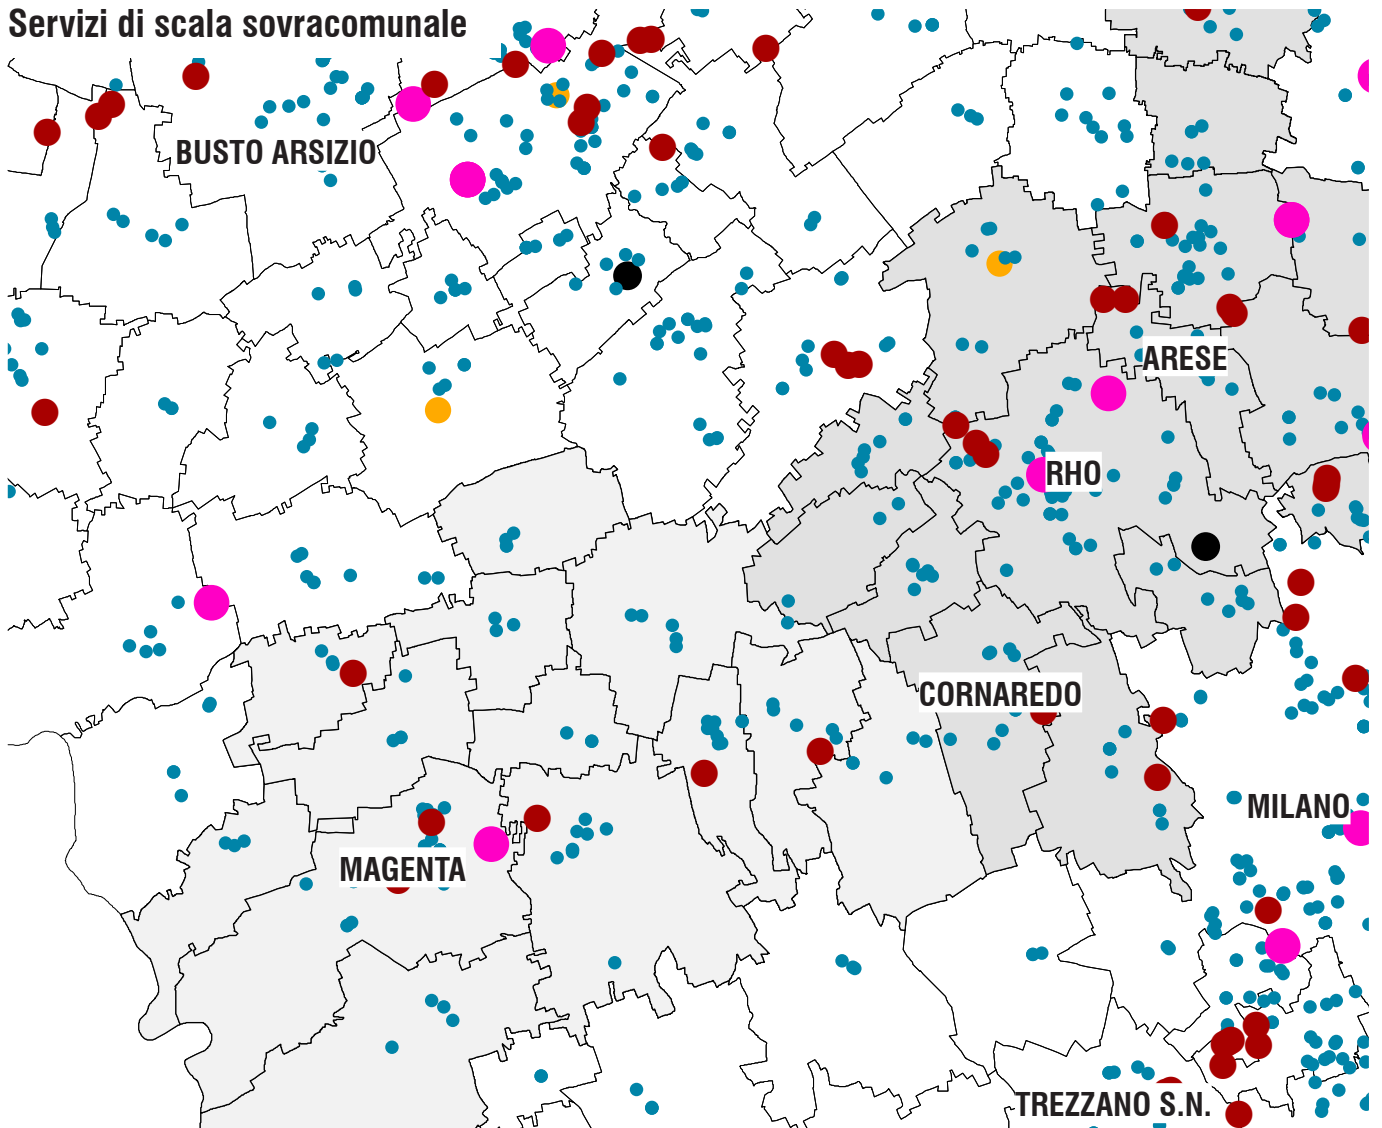 Servizi di scala sovracomunale
BUSTO ARSIZIO
ARESE
RHO
CORNAREDO
MILANO
MAGENTA
TREZZANO S.N.